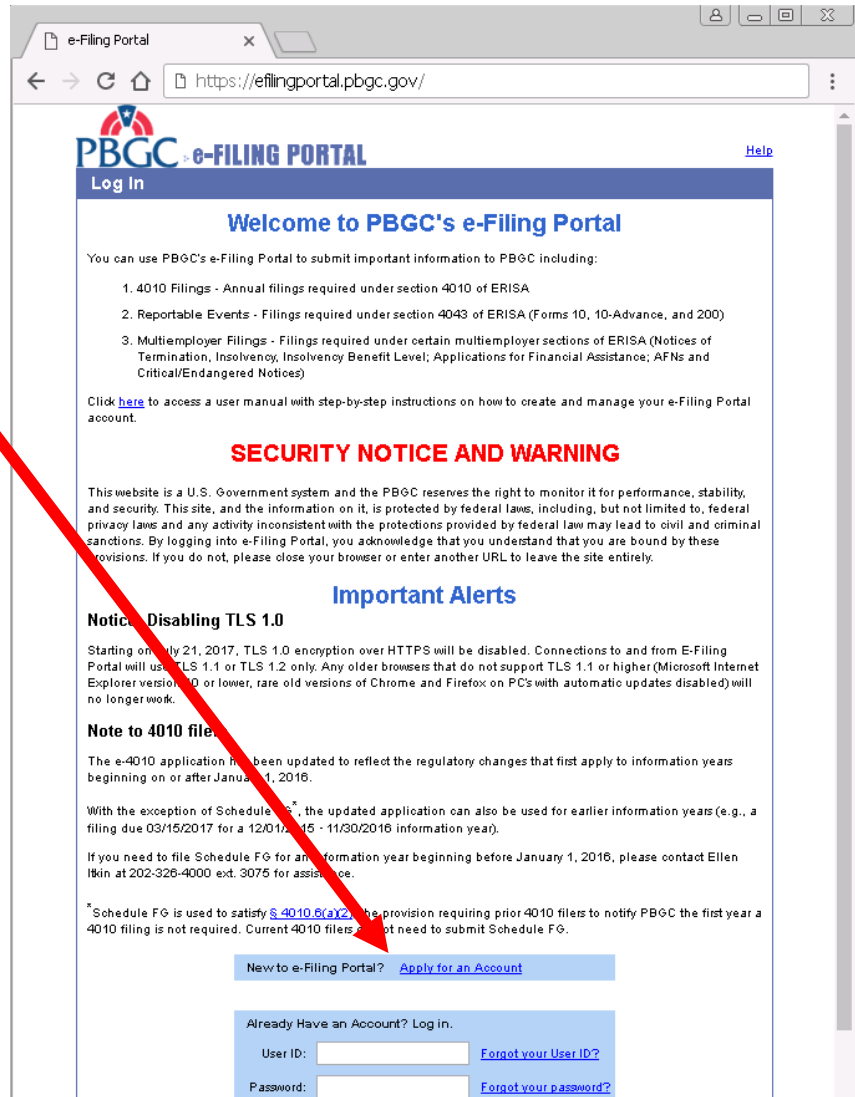 e-Filing Portal
https://efilingportal.pbgc.gov/
PBGC e-FILING PORTAL
Help
Log In
Welcome to PBGC's e-Filing Portal
You can use PBGC's e-Filing Portal to submit important information to PBGC including:
1. 4010 Filings - Annual filings required under section 4010 of ERISA
2. Reportable Events - Filings required under section 4043 of ERISA (Forms 10, 10-Advance, and 200)
3. Multiemployer Filings - Filings required under certain multiemployer sections of ERISA (Notices of
Termination, Insolvency, Insolvency Benefit Level; Applications for Financial Assistance; AFNs and
Critical/Endangered Notices)
Click here to access a user manual with step-by-step instructions on how to create and manage your e-Filing Portal
account.
SECURITY NOTICE AND WARNING
This website is a U.S. Government system and the PBGC reserves the right to monitor it for performance, stability,
and security. This site, and the information on it, is protected by federal laws, including, but not limited to, federal
privacy laws and any activity inconsistent with the protections provided by federal law may lead to civil and criminal
sanctions. By logging into e-Filing Portal, you acknowledge that you understand that you are bound by these
provisions. If you do not, please close your browser or enter another URL to leave the site entirely.
Important Alerts
Notice: Disabling TLS 1.0
Starting on July 21, 2017, TLS 1.0 encryption over HTTPS will be disabled. Connections to and from E-Filing
Portal will use TLS 1.1 or TLS 1.2 only. Any older browsers that do not support TLS 1.1 or higher (Microsoft Internet
Explorer version 10 or lower, rare old versions of Chrome and Firefox on PC's with automatic updates disabled) will
no longer work.
Note to 4010 filers
The e-4010 application has been updated to reflect the regulatory changes that first apply to information years
beginning on or after January 1, 2016.
With the exception of Schedule FG*, the updated application can also be used for earlier information years (e.g., a
filing due 03/15/2017 for a 12/01/2015 - 11/30/2016 information year).
If you need to file Schedule FG for an information year beginning before January 1, 2016, please contact Ellen
Itkin at 202-326-4000 ext. 3075 for assistance.
*Schedule FG is used to satisfy § 4010.6(a)(2), the provision requiring prior 4010 filers to notify PBGC the first year a
4010 filing is not required. Current 4010 filers do not need to submit Schedule FG.
New to e-Filing Portal? Apply for an Account
Already Have an Account? Log in.
User ID: Forgot your User ID?
Password: Forgot your password?